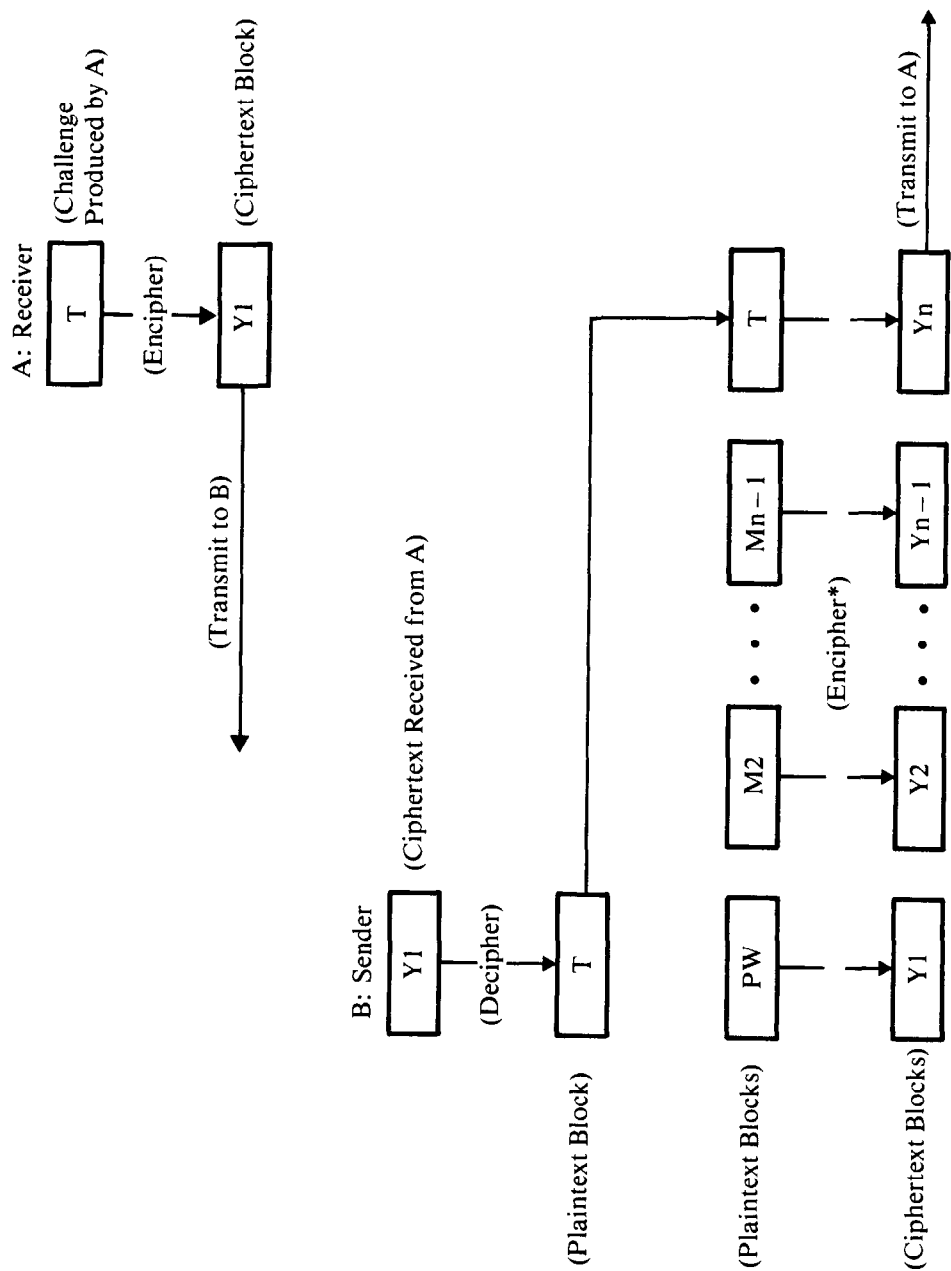 A: Receiver
T
(Challenge
Produced by A)
(Encipher)
Y1
(Ciphertext Block)
(Transmit to B)
B: Sender
Y1
(Ciphertext Received from A)
(Decipher)
(Plaintext Block)
T
(Plaintext Blocks)
PW
M2
• • •
Mn−1
T
(Encipher*)
(Ciphertext Blocks)
Y1
Y2
• • •
Yn−1
Yn
(Transmit to A)